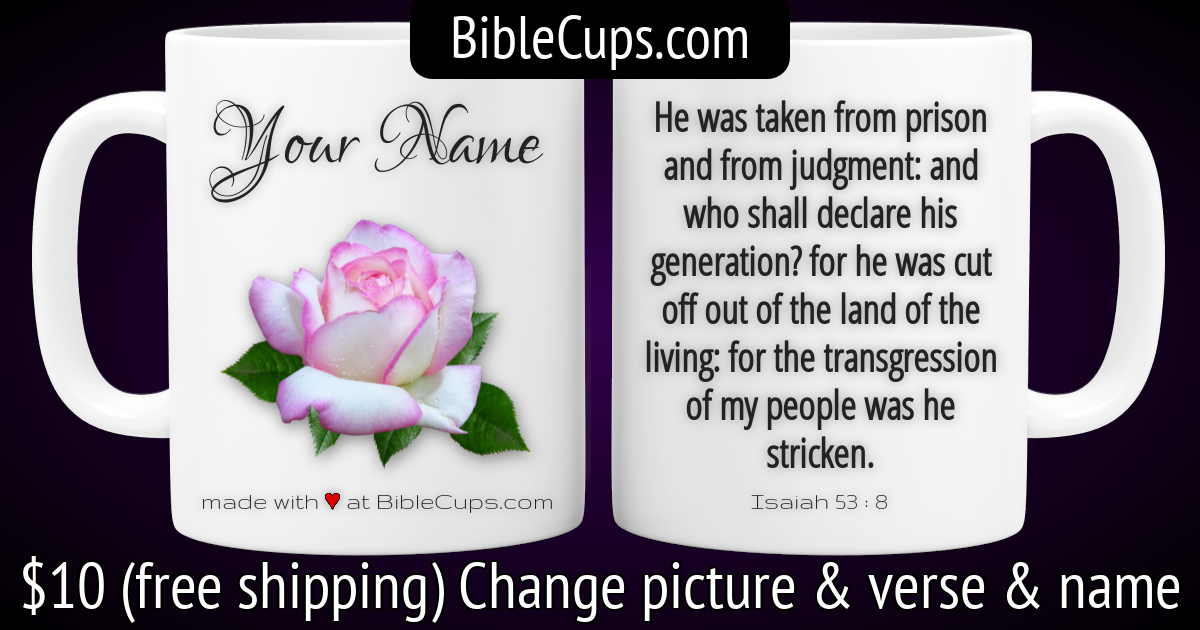 BibleCups.com
Your Name
made with ♥ at BibleCups.com
He was taken from prison
and from judgment: and
who shall declare his
generation? for he was cut
off out of the land of the
living: for the transgression
of my people was he
stricken.
Isaiah 53 : 8
$10 (free shipping) Change picture & verse & name